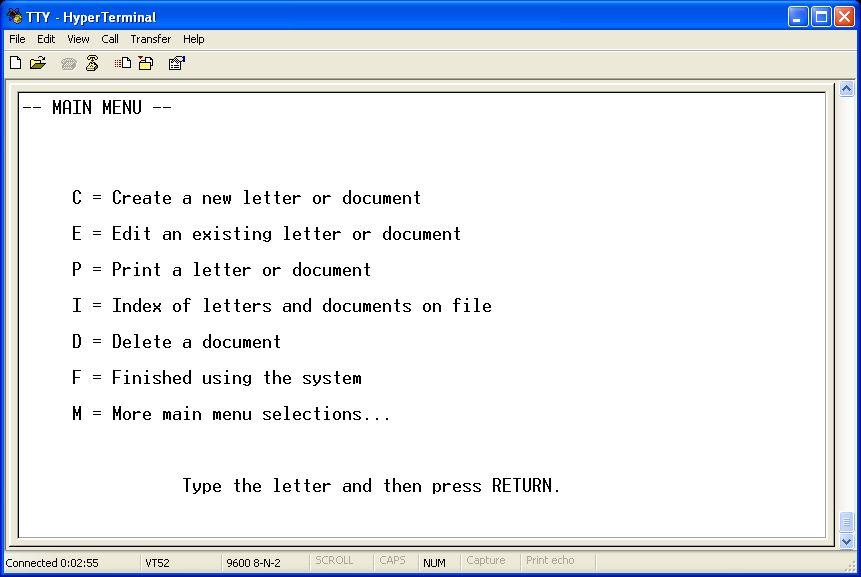 TTY - HyperTerminal
File Edit View Call Transfer Help
-- MAIN MENU --
C = Create a new letter or document
E = Edit an existing letter or document
P = Print a letter or document
I = Index of letters and documents on file
D = Delete a document
F = Finished using the system
M = More main menu selections...
Type the letter and then press RETURN.
Connected 0:02:55 VT52 9600 8-N-2 SCROLL CAPS NUM Capture Print echo